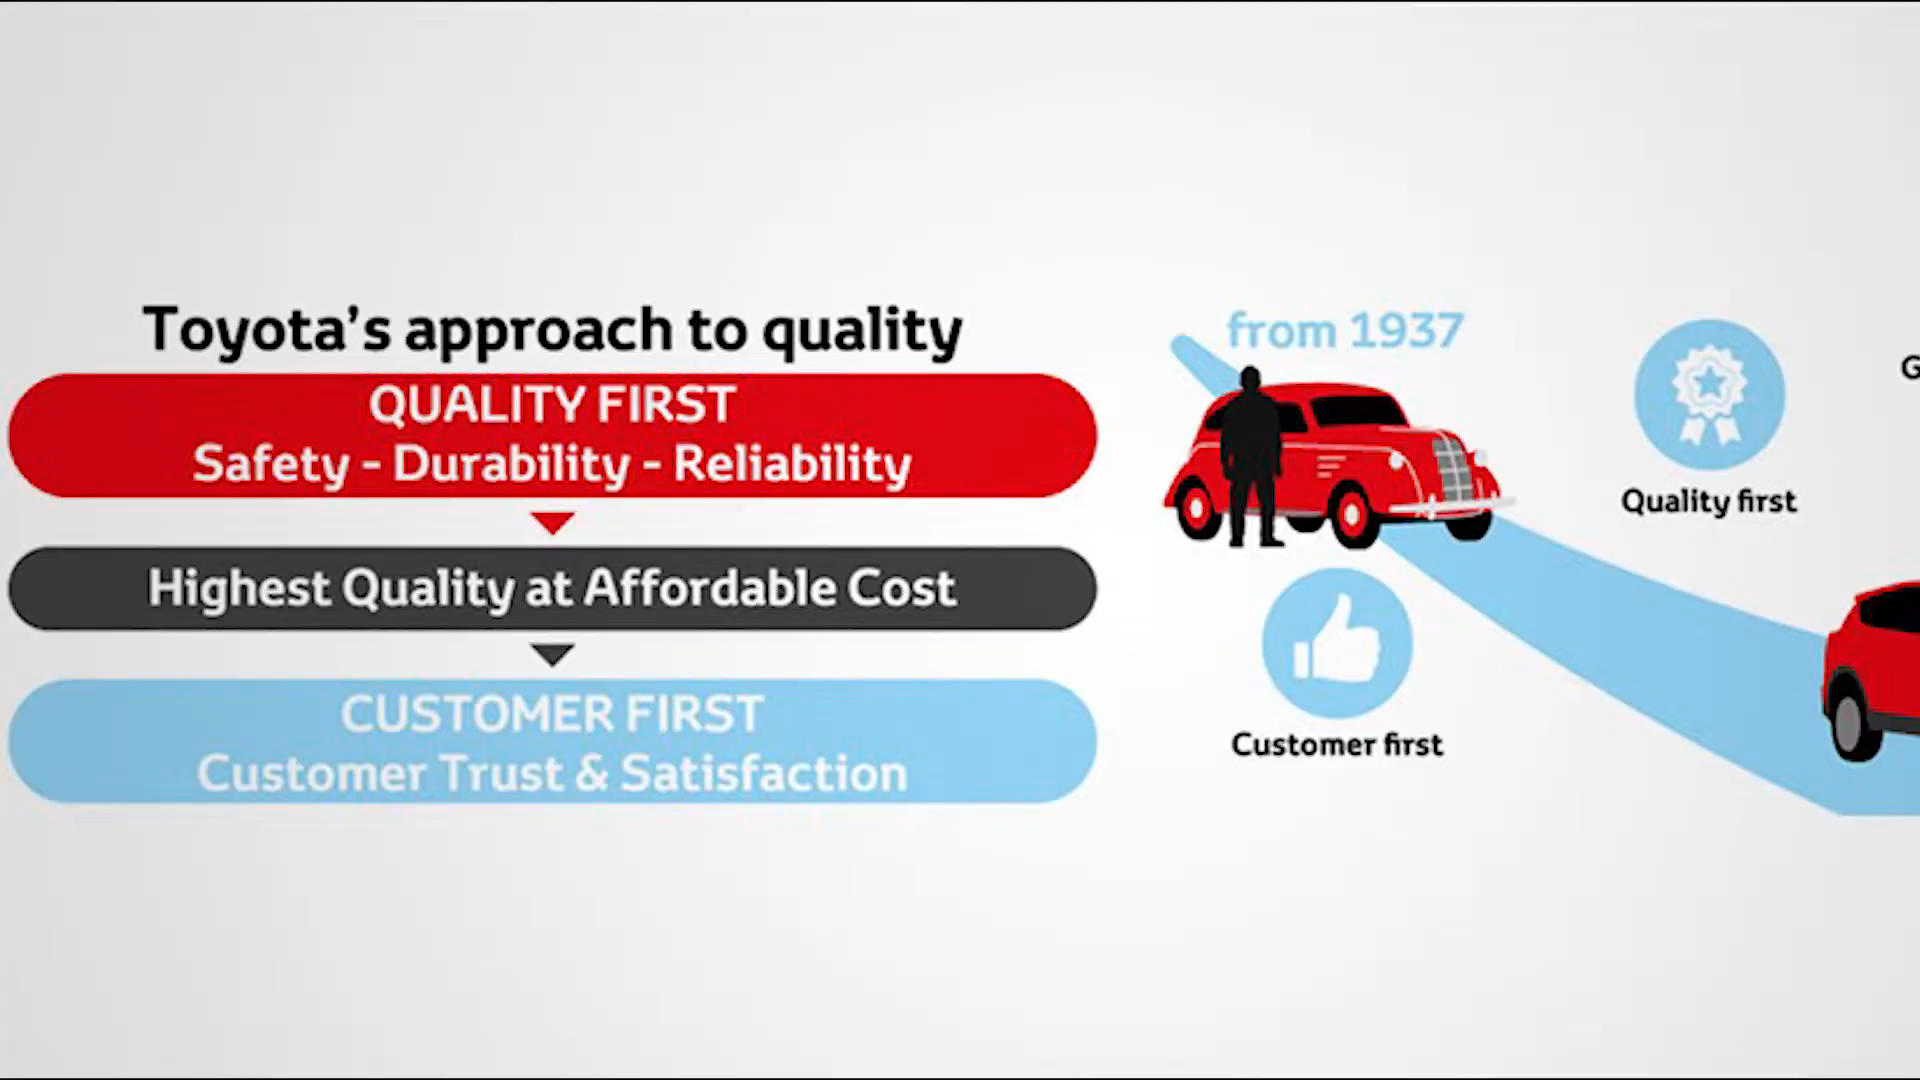 Toyota's approach to quality
QUALITY FIRST
Safety - Durability - Reliability
Highest Quality at Affordable Cost
CUSTOMER FIRST
Customer Trust & Satisfaction
from 1937
Quality first
Customer first